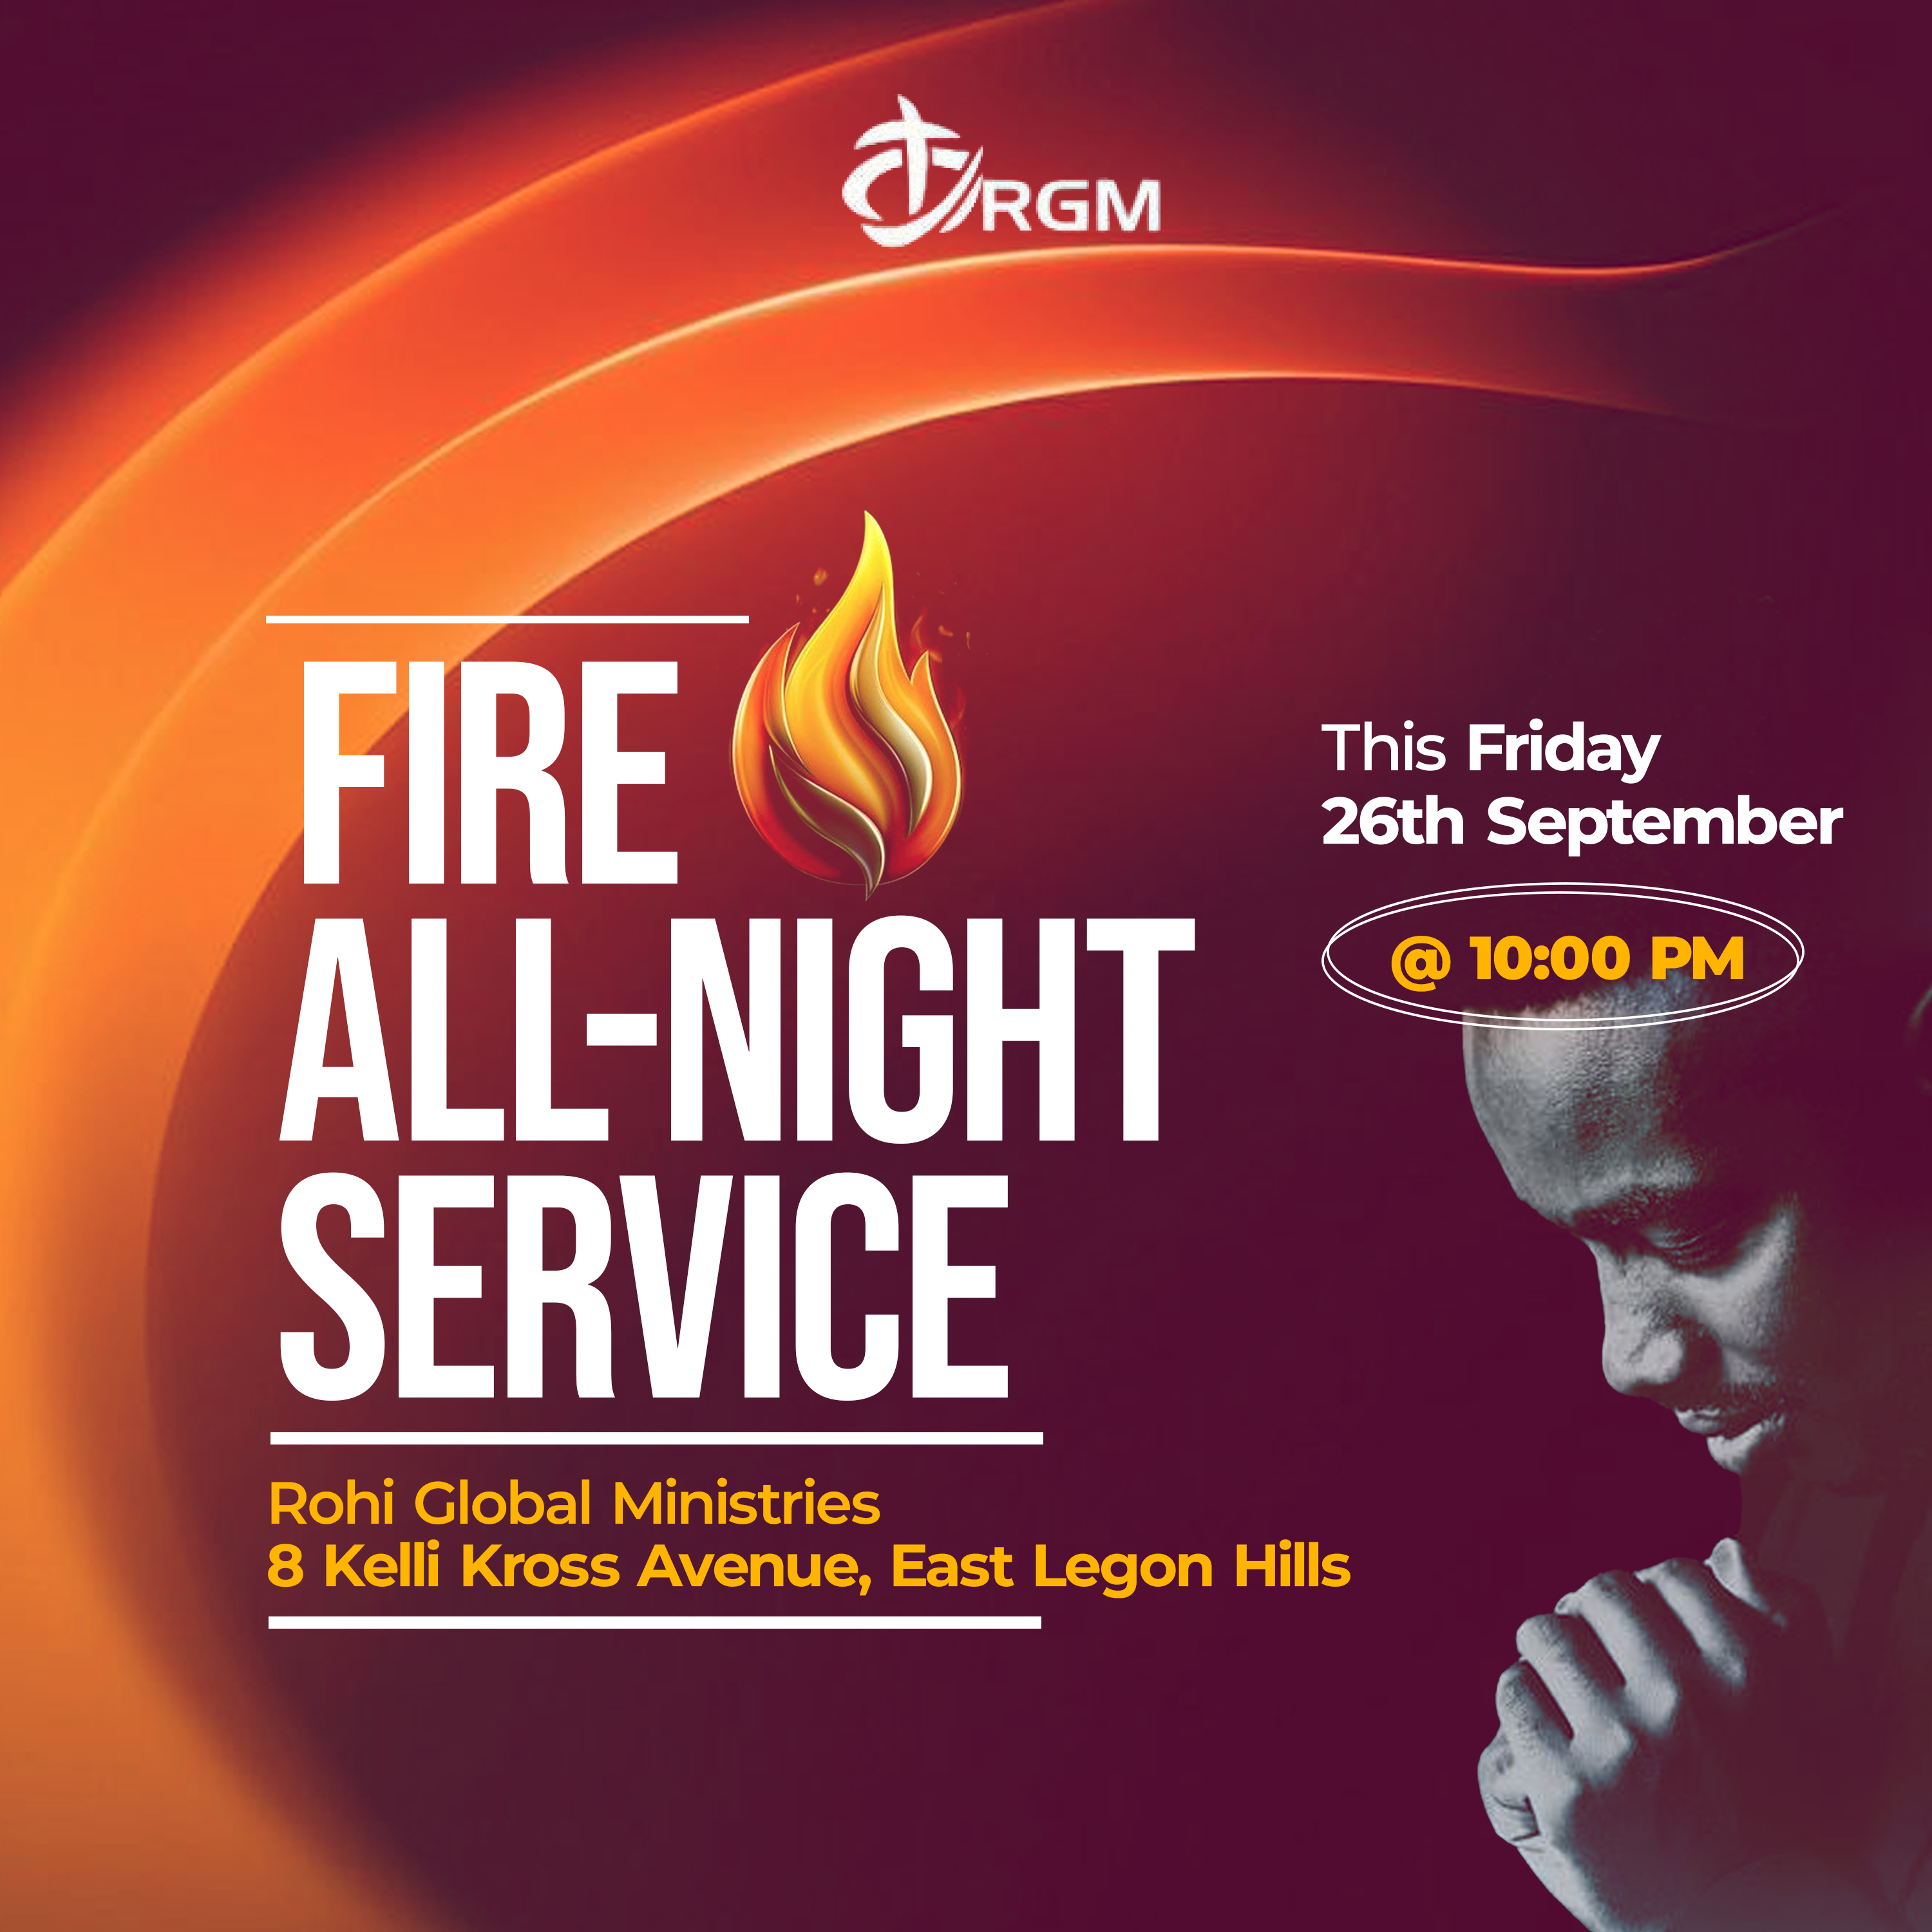 RGM
FIRE
ALL-NIGHT
SERVICE
This Friday
26th September
@ 10:00 PM
Rohi Global Ministries
8 Kelli Kross Avenue, East Legon Hills